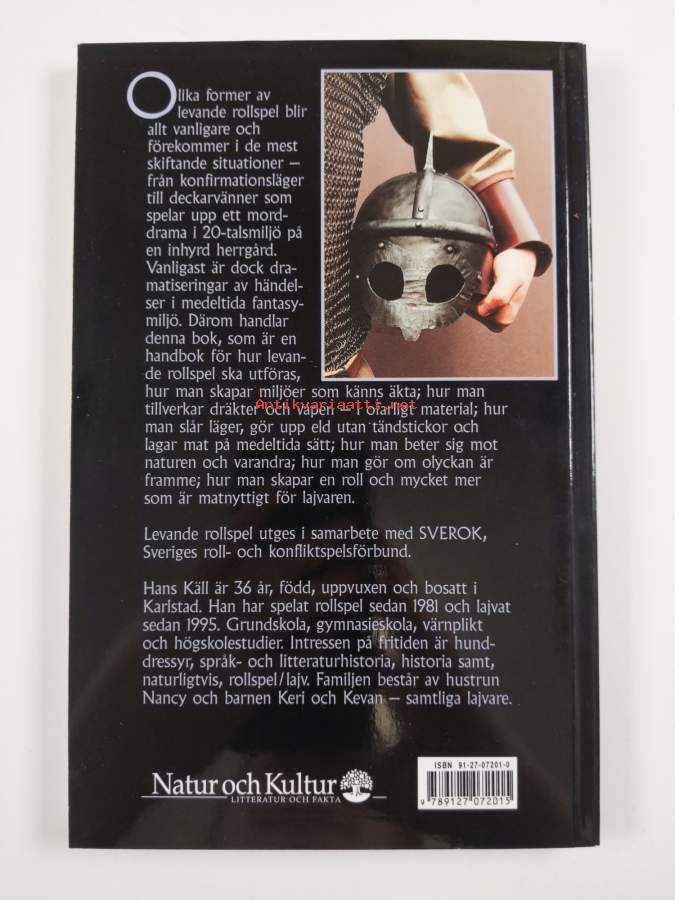 Olika former av
levande rollspel blir
allt vanligare och
förekommer i de mest
skiftande situationer –
från konfirmationsläger
till deckarvänner som
spelar upp ett mord-
drama i 20-talsmiljö på
en inhyrd herrgård.
Vanligast är dock dra-
matiseringar av händel-
ser i medeltida fantasy-
miljö. Därom handlar
denna bok, som är en
handbok för hur levan-
de rollspel ska utföras,
hur man skapar miljöer som känns äkta; hur man
tillverkar dräkter och vapen – i ofarligt material; hur
Antikvariaatti.net
man slår läger, gör upp eld utan tändstickor och
lagar mat på medeltida sätt; hur man beter sig mot
naturen och varandra; hur man gör om olyckan är
framme; hur man skapar en roll och mycket mer
som är matnyttigt för lajvaren.
Levande rollspel utges i samarbete med SVEROK,
Sveriges roll- och konfliktspelsförbund.
Hans Käll är 36 år, född, uppvuxen och bosatt i
Karlstad. Han har spelat rollspel sedan 1981 och lajvat
sedan 1995. Grundskola, gymnasieskola, värnplikt
och högskolestudier. Intressen på fritiden är hund-
dressyr, språk- och litteraturhistoria, historia samt,
naturligtvis, rollspel/lajv. Familjen består av hustrun
Nancy och barnen Keri och Kevan – samtliga lajvare.
ISBN 91-27-07201-0
9 789127 072015
Natur och Kultur
LITTERATUR OCH FAKTA